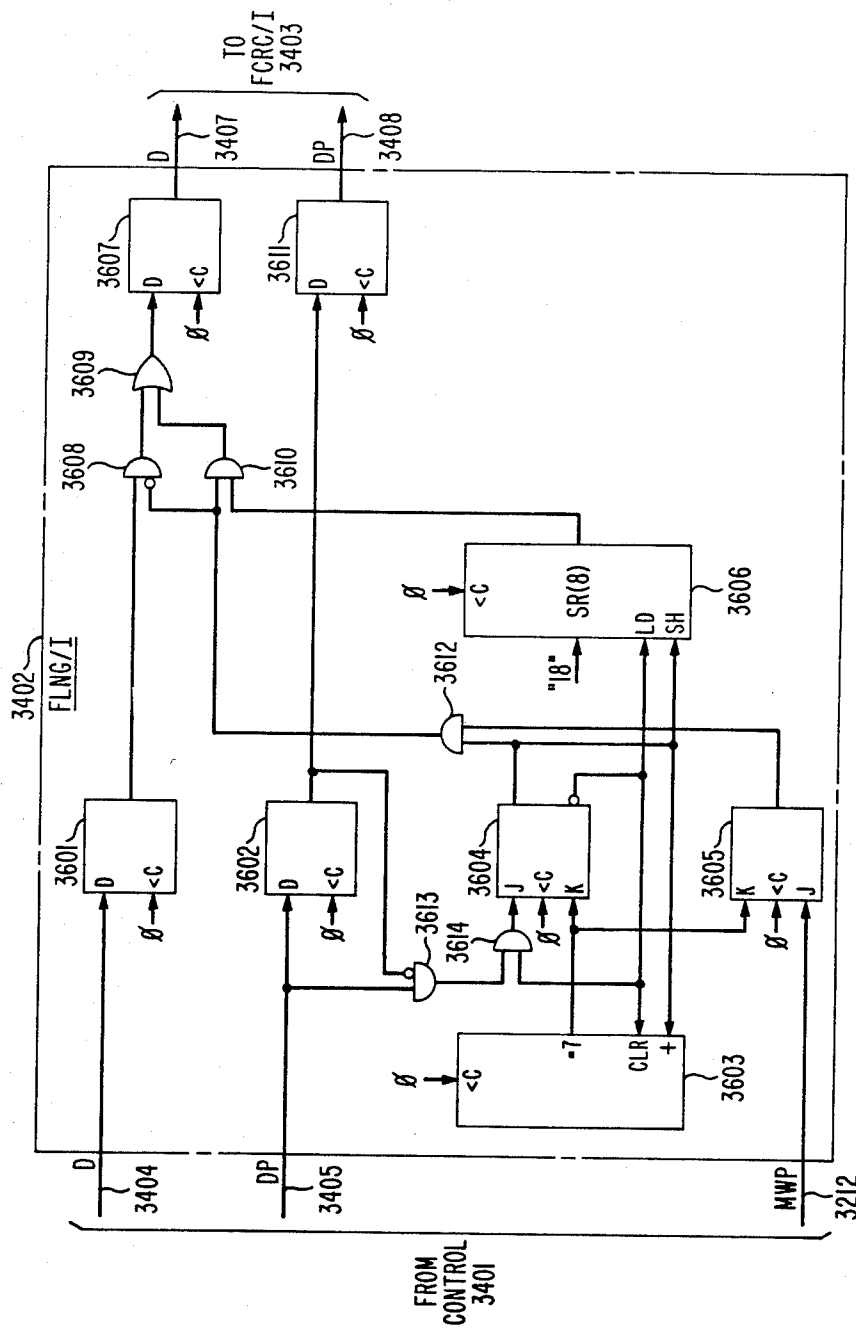 3402
FLNG/I
D
3404
3601
D
<C
Ø
3608
3609
3607
D
<C
Ø
D
3407
TO
FCRC/I
3403
DP
3405
3602
D
<C
Ø
3610
3611
D
<C
Ø
DP
3408
FROM
CONTROL
3401
3613
3614
3612
Ø
<C
=7
CLR
+
3603
3604
J
<C
K
Ø
Ø
<C
SR(8)
"18"
LD
SH
3606
MWP
3212
3605
K
<C
J
Ø